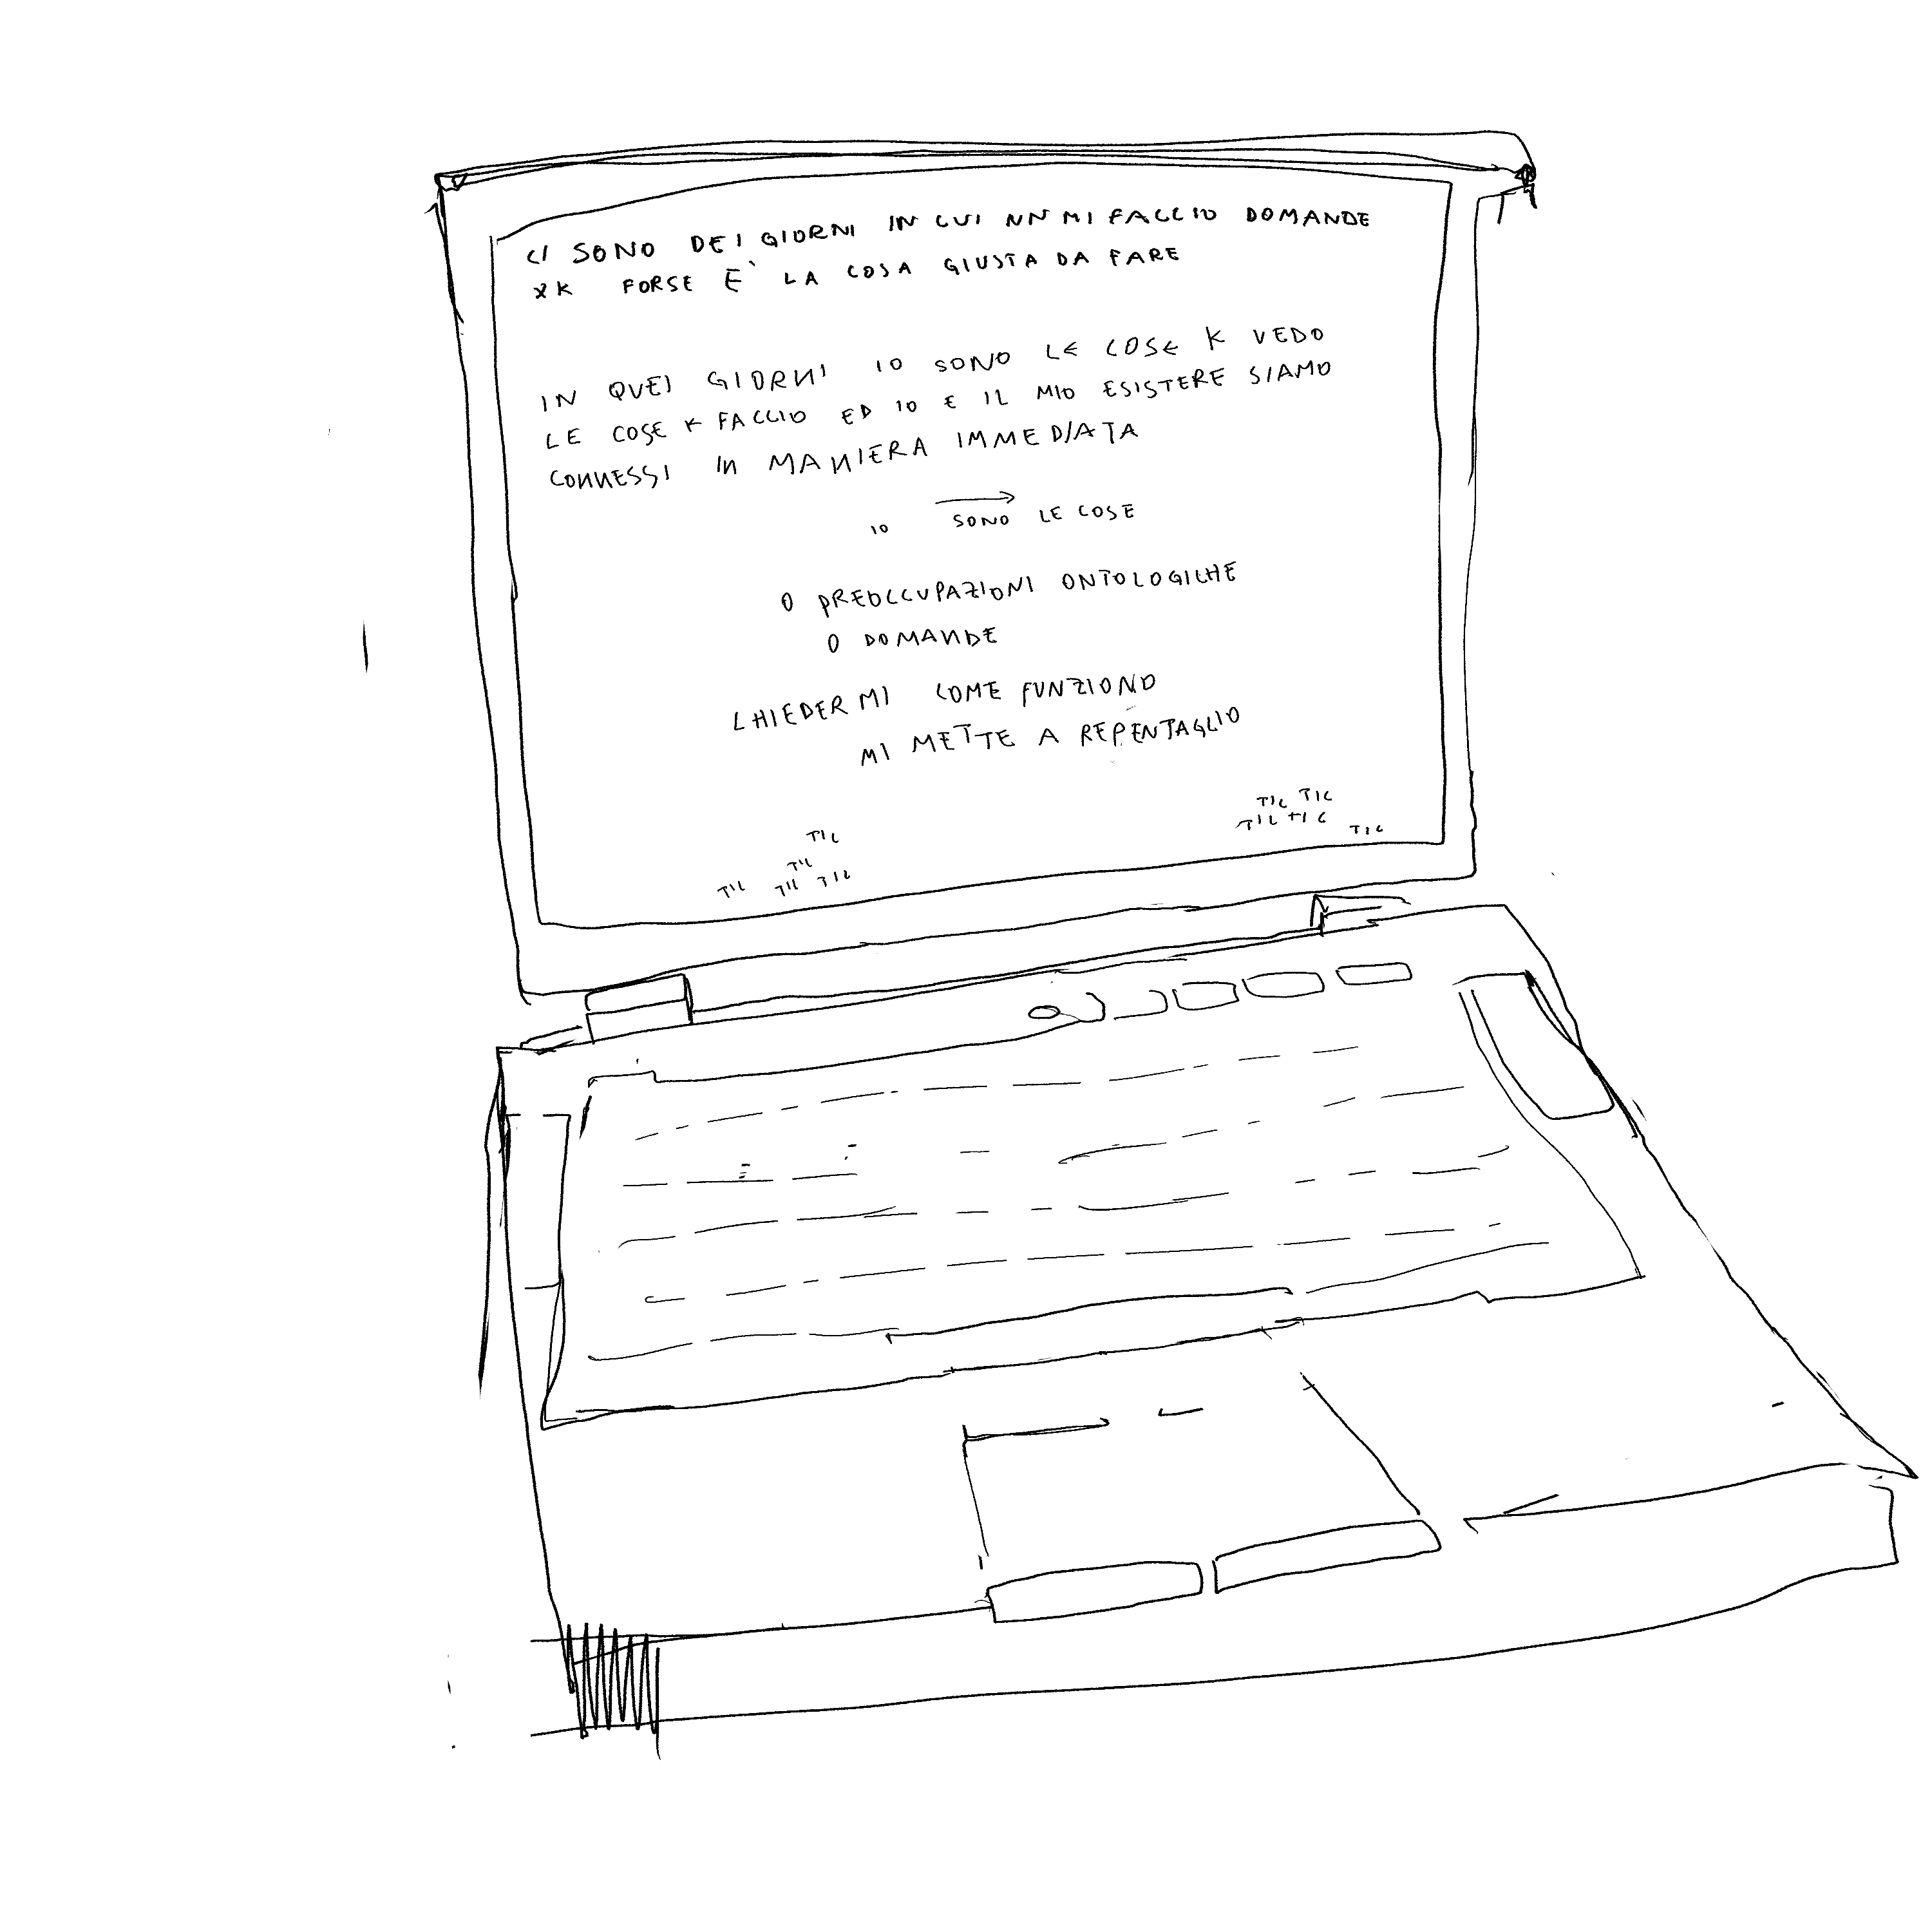 CI SONO DEI GIORNI IN CUI NN MI FACCIO DOMANDE
XK FORSE È LA COSA GIUSTA DA FARE
IN QUEI GIORNI IO SONO LE COSE K VEDO
LE COSE K FACCIO ED IO E IL MIO ESISTERE SIAMO
CONNESSI IN MANIERA IMMEDIATA
IO SONO LE COSE
0 PREOCCUPAZIONI ONTOLOGICHE
0 DOMANDE
CHIEDERMI COME FUNZIONO
MI METTE A REPENTAGLIO
TIC TIC
TIC TIC
TIC
TIC
TIC
TIC TIC TIC